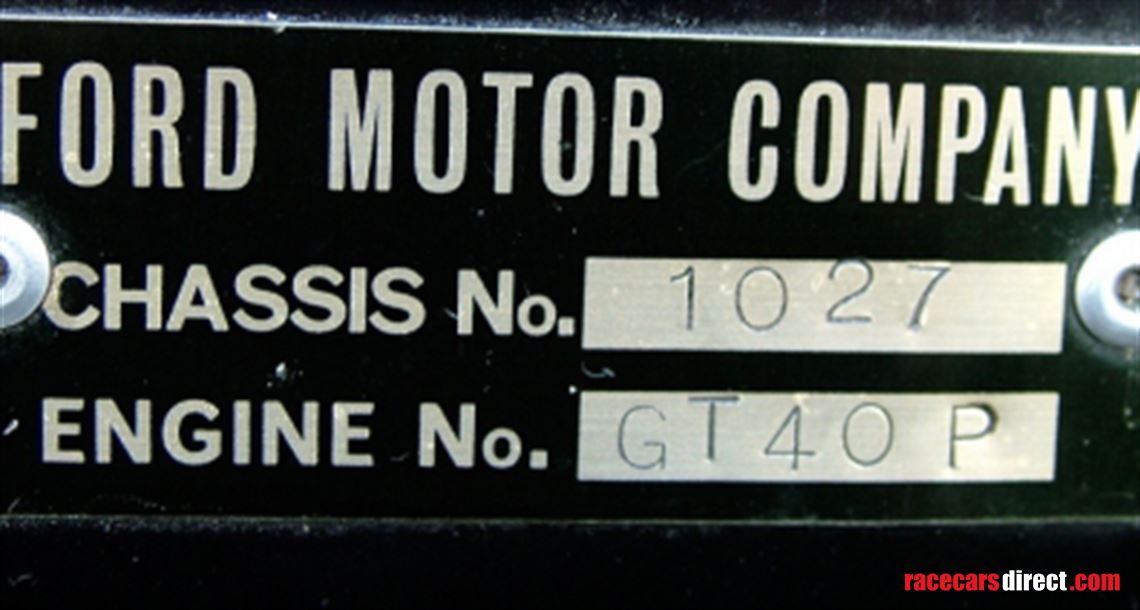 FORD MOTOR COMPANY
CHASSIS No. 1027
ENGINE No. GT40 P
racecarsdirect.com